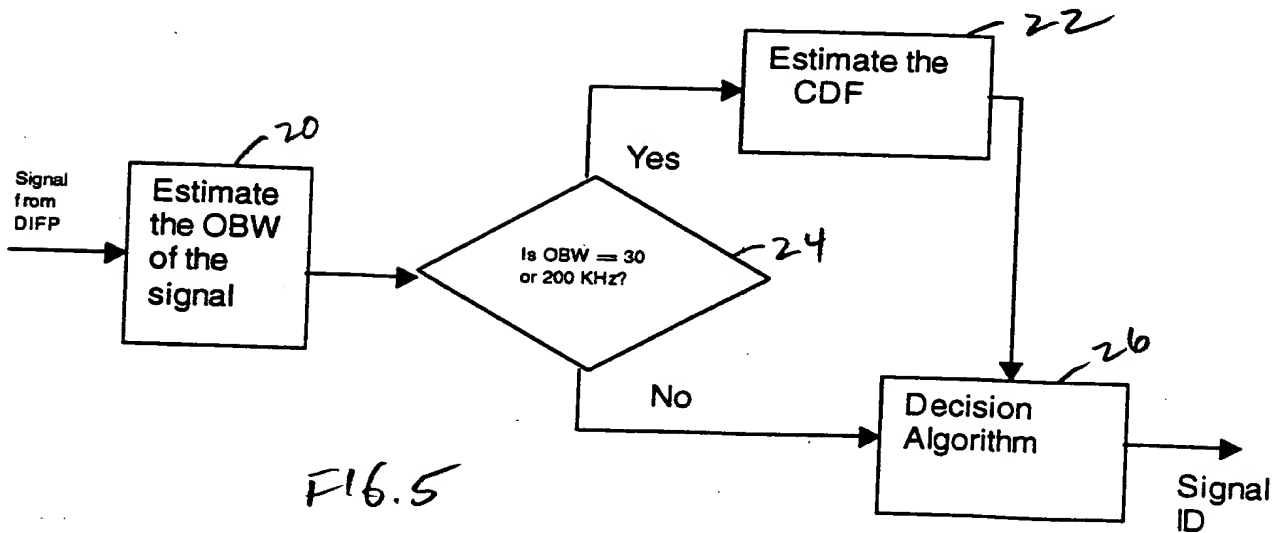 22
Estimate the
CDF
20
Yes
Signal
from
DIFP
Estimate
the OBW
of the
signal
Is OBW = 30
or 200 KHz?
24
26
No
Decision
Algorithm
FIG.5
Signal
ID